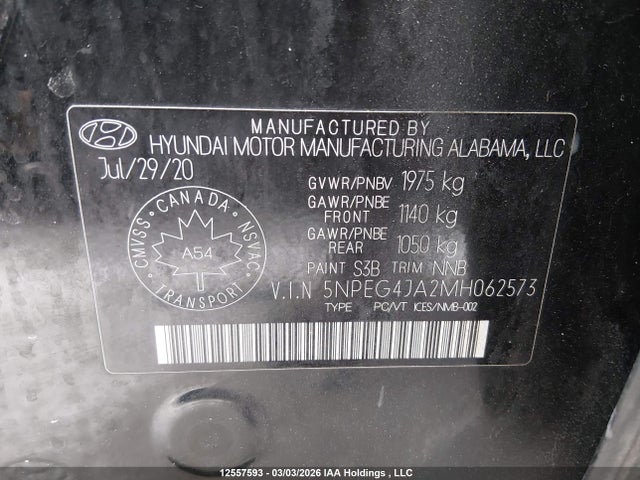 MANUFACTURED BY
HYUNDAI MOTOR MANUFACTURING ALABAMA, LLC
Jul/29/20
GVWR/PNBV 1975 kg
GAWR/PNBE
FRONT 1140 kg
GAWR/PNBE
REAR 1050 kg
PAINT S3B TRIM NNB
CANADA
CMVSS NSVAC
A54
TRANSPORT
V.I.N 5NPEG4JA2MH062573
TYPE PC/VT ICES/NMB-002
12557593 - 03/03/2026 IAA Holdings , LLC